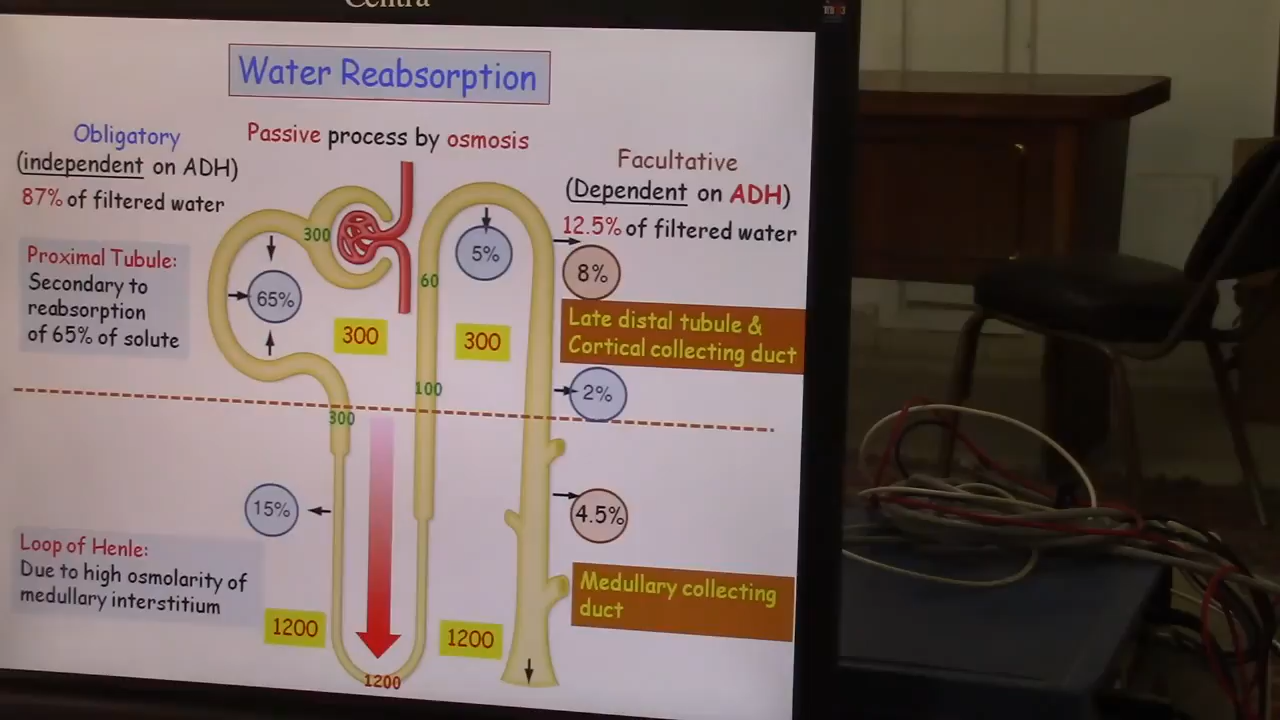 Centra
Water Reabsorption
Obligatory
(independent on ADH)
87% of filtered water
Passive process by osmosis
Facultative
(Dependent on ADH)
12.5% of filtered water
Proximal Tubule:
Secondary to
reabsorption
of 65% of solute
300
65%
300
60
5%
300
8%
Late distal tubule &
Cortical collecting duct
100
2%
300
15%
4.5%
Loop of Henle:
Due to high osmolarity of
medullary interstitium
Medullary collecting
duct
1200
1200
1200